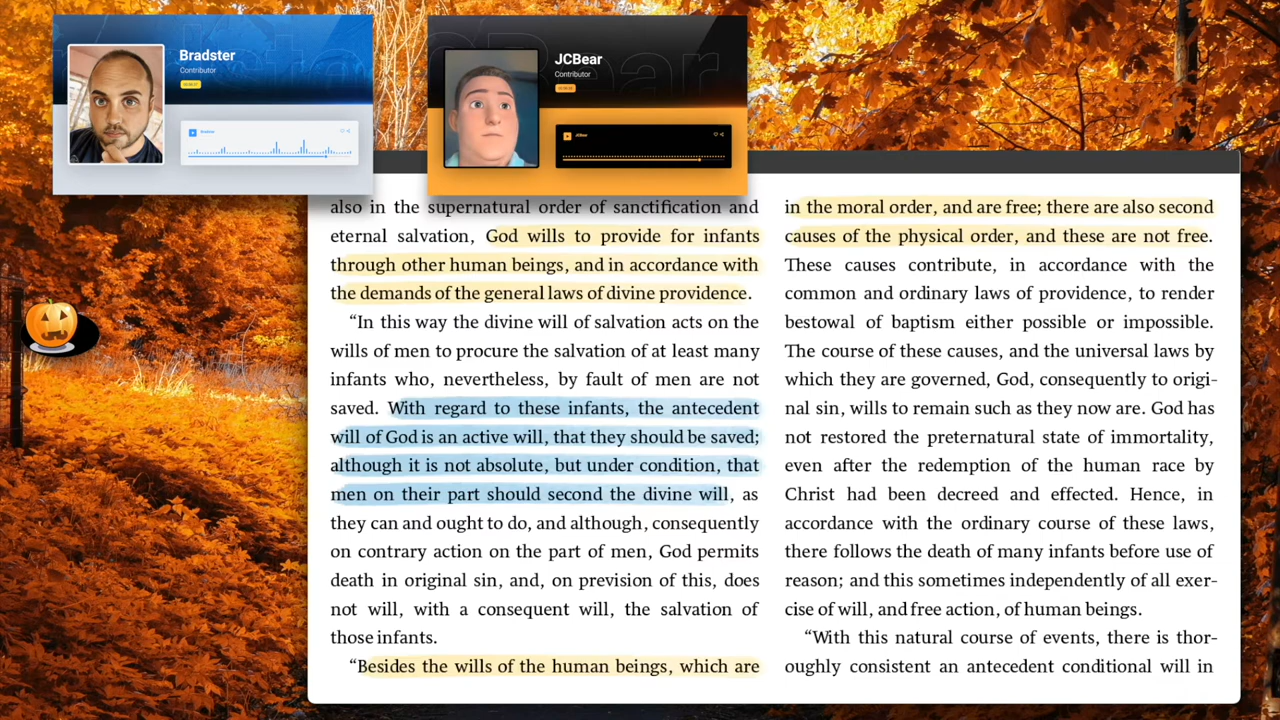 Bradster
Contributor
Bradster
JCBear
Contributor
JCBear
also in the supernatural order of sanctification and
eternal salvation, God wills to provide for infants
through other human beings, and in accordance with
the demands of the general laws of divine providence.
“In this way the divine will of salvation acts on the
wills of men to procure the salvation of at least many
infants who, nevertheless, by fault of men are not
saved. With regard to these infants, the antecedent
will of God is an active will, that they should be saved;
although it is not absolute, but under condition, that
men on their part should second the divine will, as
they can and ought to do, and although, consequently
on contrary action on the part of men, God permits
death in original sin, and, on prevision of this, does
not will, with a consequent will, the salvation of
those infants.
“Besides the wills of the human beings, which are
in the moral order, and are free; there are also second
causes of the physical order, and these are not free.
These causes contribute, in accordance with the
common and ordinary laws of providence, to render
bestowal of baptism either possible or impossible.
The course of these causes, and the universal laws by
which they are governed, God, consequently to origi-
nal sin, wills to remain such as they now are. God has
not restored the preternatural state of immortality,
even after the redemption of the human race by
Christ had been decreed and effected. Hence, in
accordance with the ordinary course of these laws,
there follows the death of many infants before use of
reason; and this sometimes independently of all exer-
cise of will, and free action, of human beings.
“With this natural course of events, there is thor-
oughly consistent an antecedent conditional will in